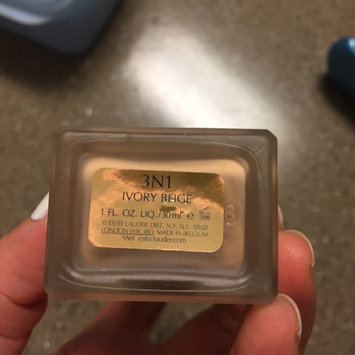 3N1
IVORY BEIGE
1 FL. OZ. LIQ./30ml e
© ESTEE LAUDER, DIST. N.Y. N.Y. 10022
LONDON W1K 3BQ MADE IN BELGIUM
esteelauder.com